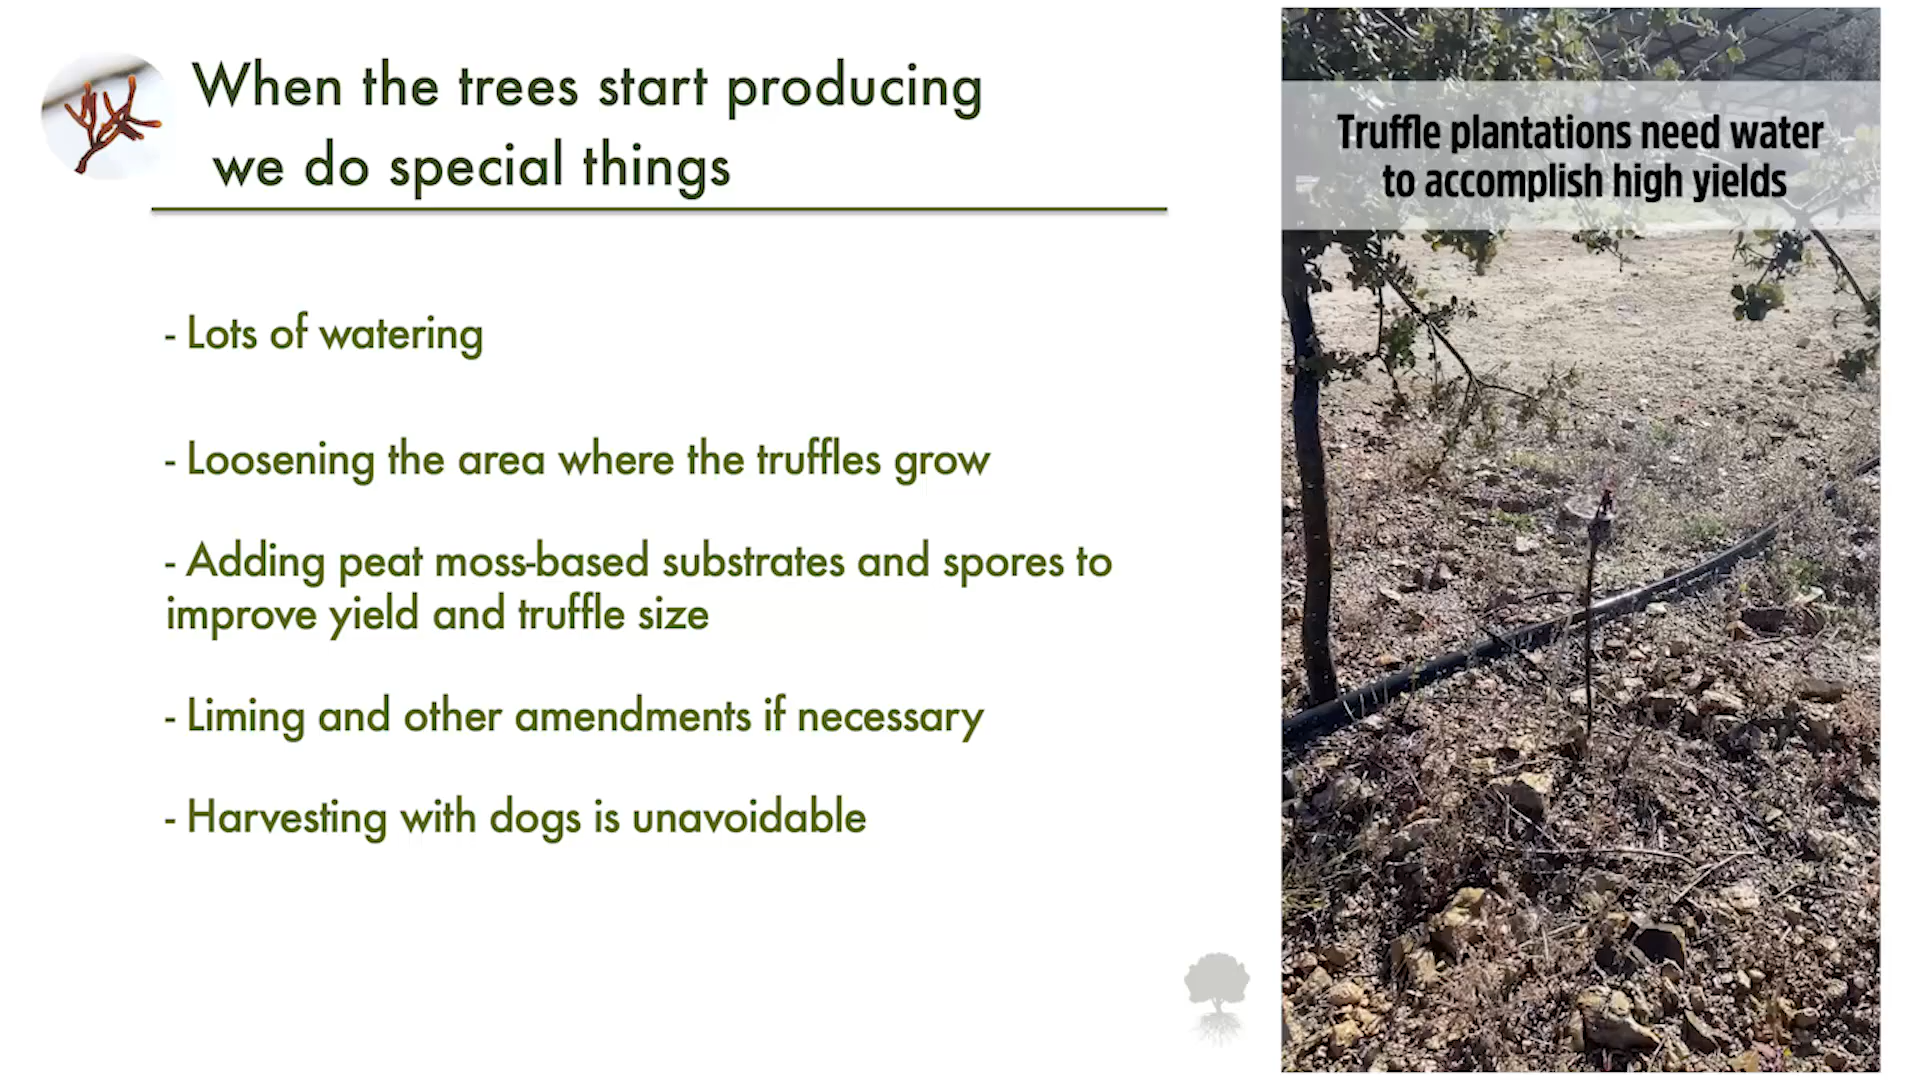 When the trees start producing
we do special things
- Lots of watering
- Loosening the area where the truffles grow
- Adding peat moss-based substrates and spores to
improve yield and truffle size
- Liming and other amendments if necessary
- Harvesting with dogs is unavoidable
Truffle plantations need water
to accomplish high yields